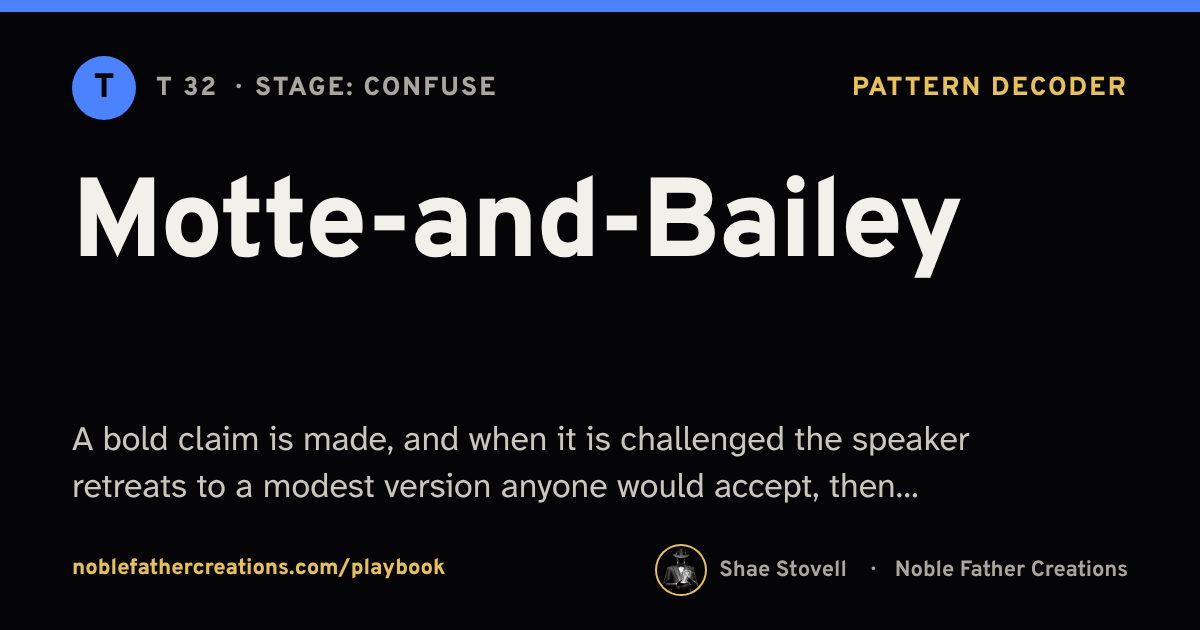 T
T 32 · STAGE: CONFUSE
PATTERN DECODER
Motte-and-Bailey
A bold claim is made, and when it is challenged the speaker
retreats to a modest version anyone would accept, then...
noblefathercreations.com/playbook
Shae Stovell · Noble Father Creations